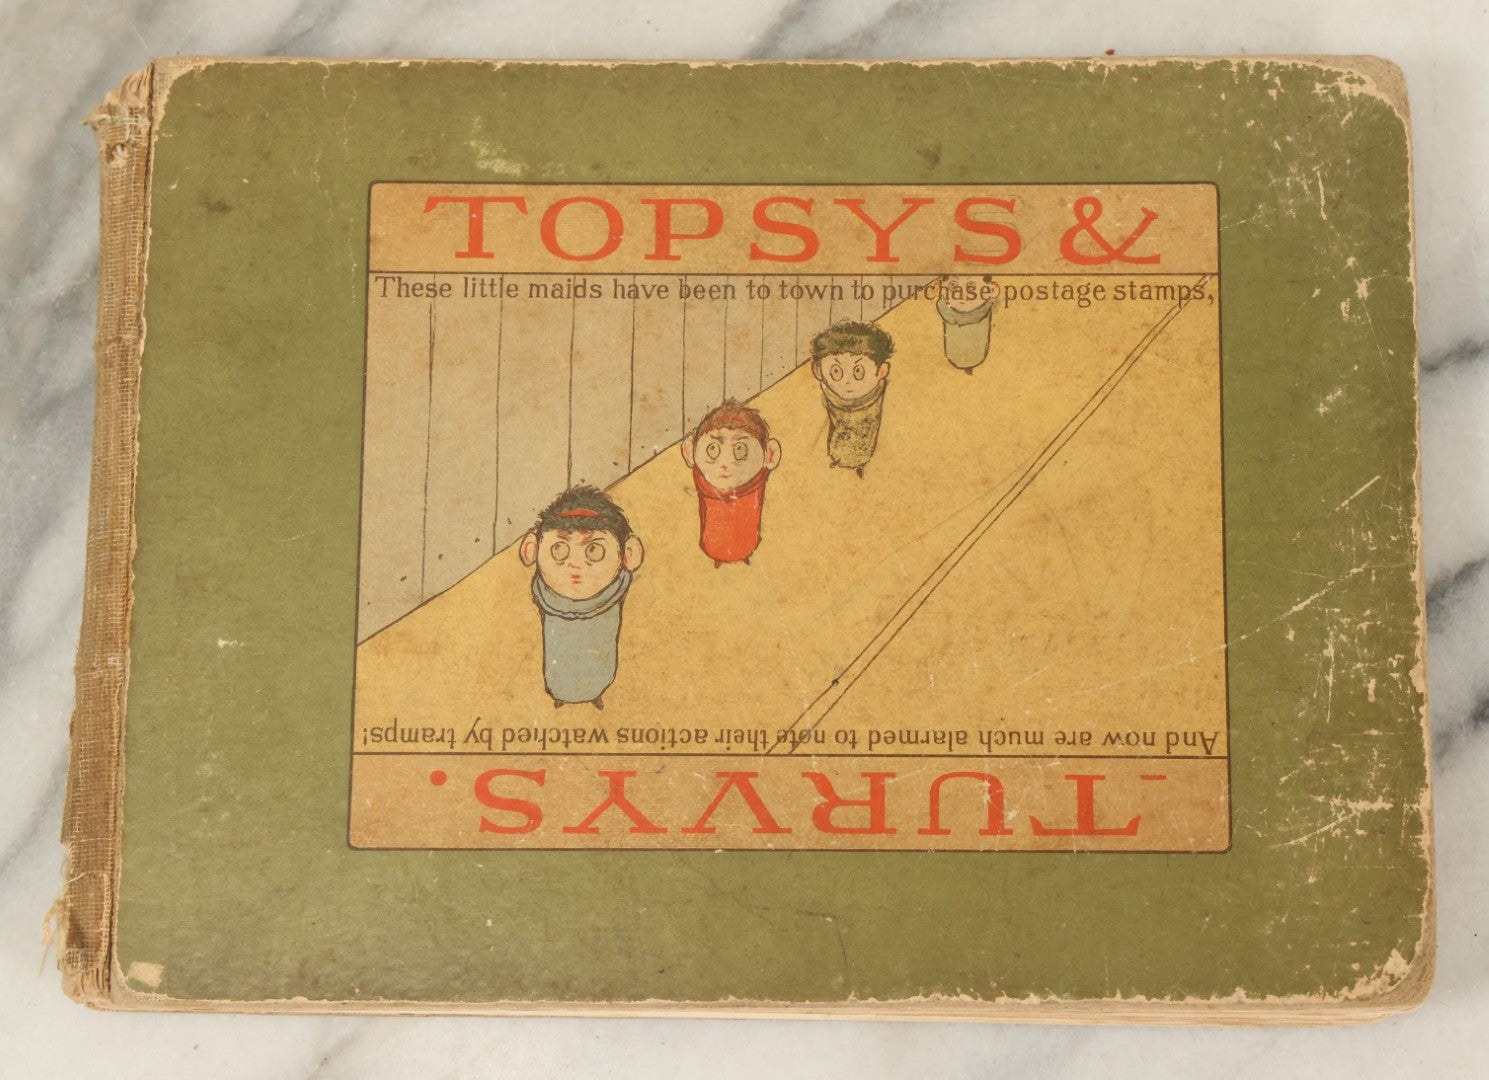 TOPSYS &
These little maids have been to town to purchase postage stamps,
And now are much alarmed to note their actions watched by tramps!
TURVYS.